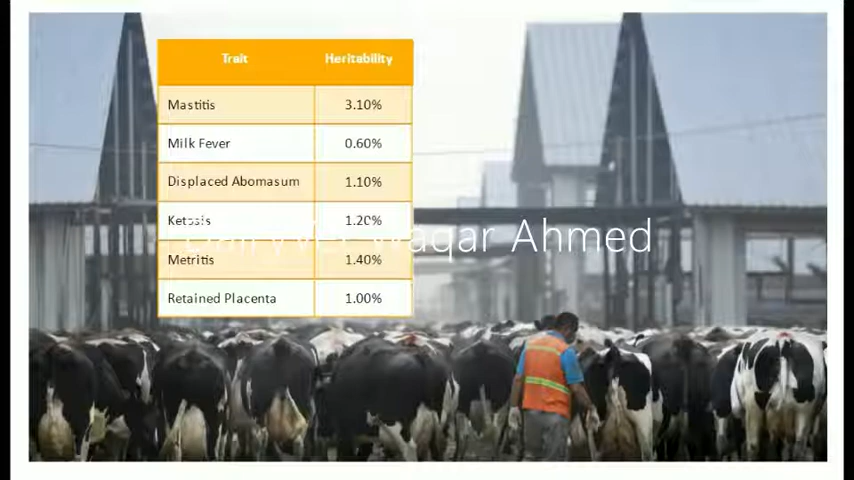 Trait Heritability
Mastitis 3.10%
Milk Fever 0.60%
Displaced Abomasum 1.10%
Ketosis 1.20%
Metritis 1.40%
Retained Placenta 1.00%
Waqar Ahmed